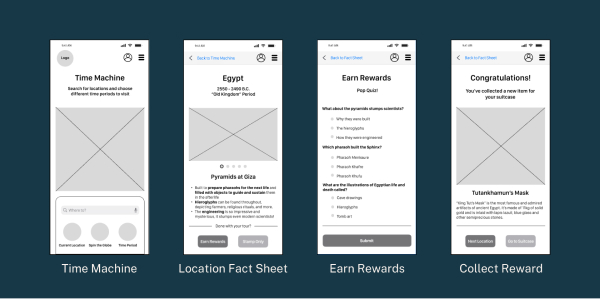 9:41 AM
Logo
Time Machine
Search for locations and choose
different time periods to visit
Where to?
Current Location
Spin the Globe
Time Period
Time Machine
9:41 AM
Back to Time Machine
Egypt
2550 - 2490 B.C.
"Old Kingdom" Period
Pyramids at Giza
Built to prepare pharaohs for the next life and
filled with objects to guide and sustain them
in the afterlife
Hieroglyphs can be found throughout,
depicting farmers, religious rituals, and more.
The engineering is so impressive and
mysterious, it stumps even modern scientists!
Done with your tour?
Earn Rewards
Stamp Only
Location Fact Sheet
9:41 AM
Back to Fact Sheet
Earn Rewards
Pop Quiz!
What about the pyramids stumps scientists?
Why they were built
The hieroglyphs
How they were engineered
Which pharaoh built the Sphinx?
Pharaoh Menkaure
Pharaoh Khafre
Pharaoh Khufu
What are the illustrations of Egyptian life and
death called?
Cave drawings
Hieroglyphs
Tomb art
Submit
Earn Rewards
9:41 AM
Back to Fact Sheet
Congratulations!
You've collected a new item for
your suitcase
Tutankhamun's Mask
"King Tut's Mask" is the most famous and admired
artifacts of ancient Egypt. It's made of 11kg of solid
gold and is inlaid with lapis lazuli, blue glass and
other semiprecious stones.
Next Location
Go to Suitcase
Collect Reward